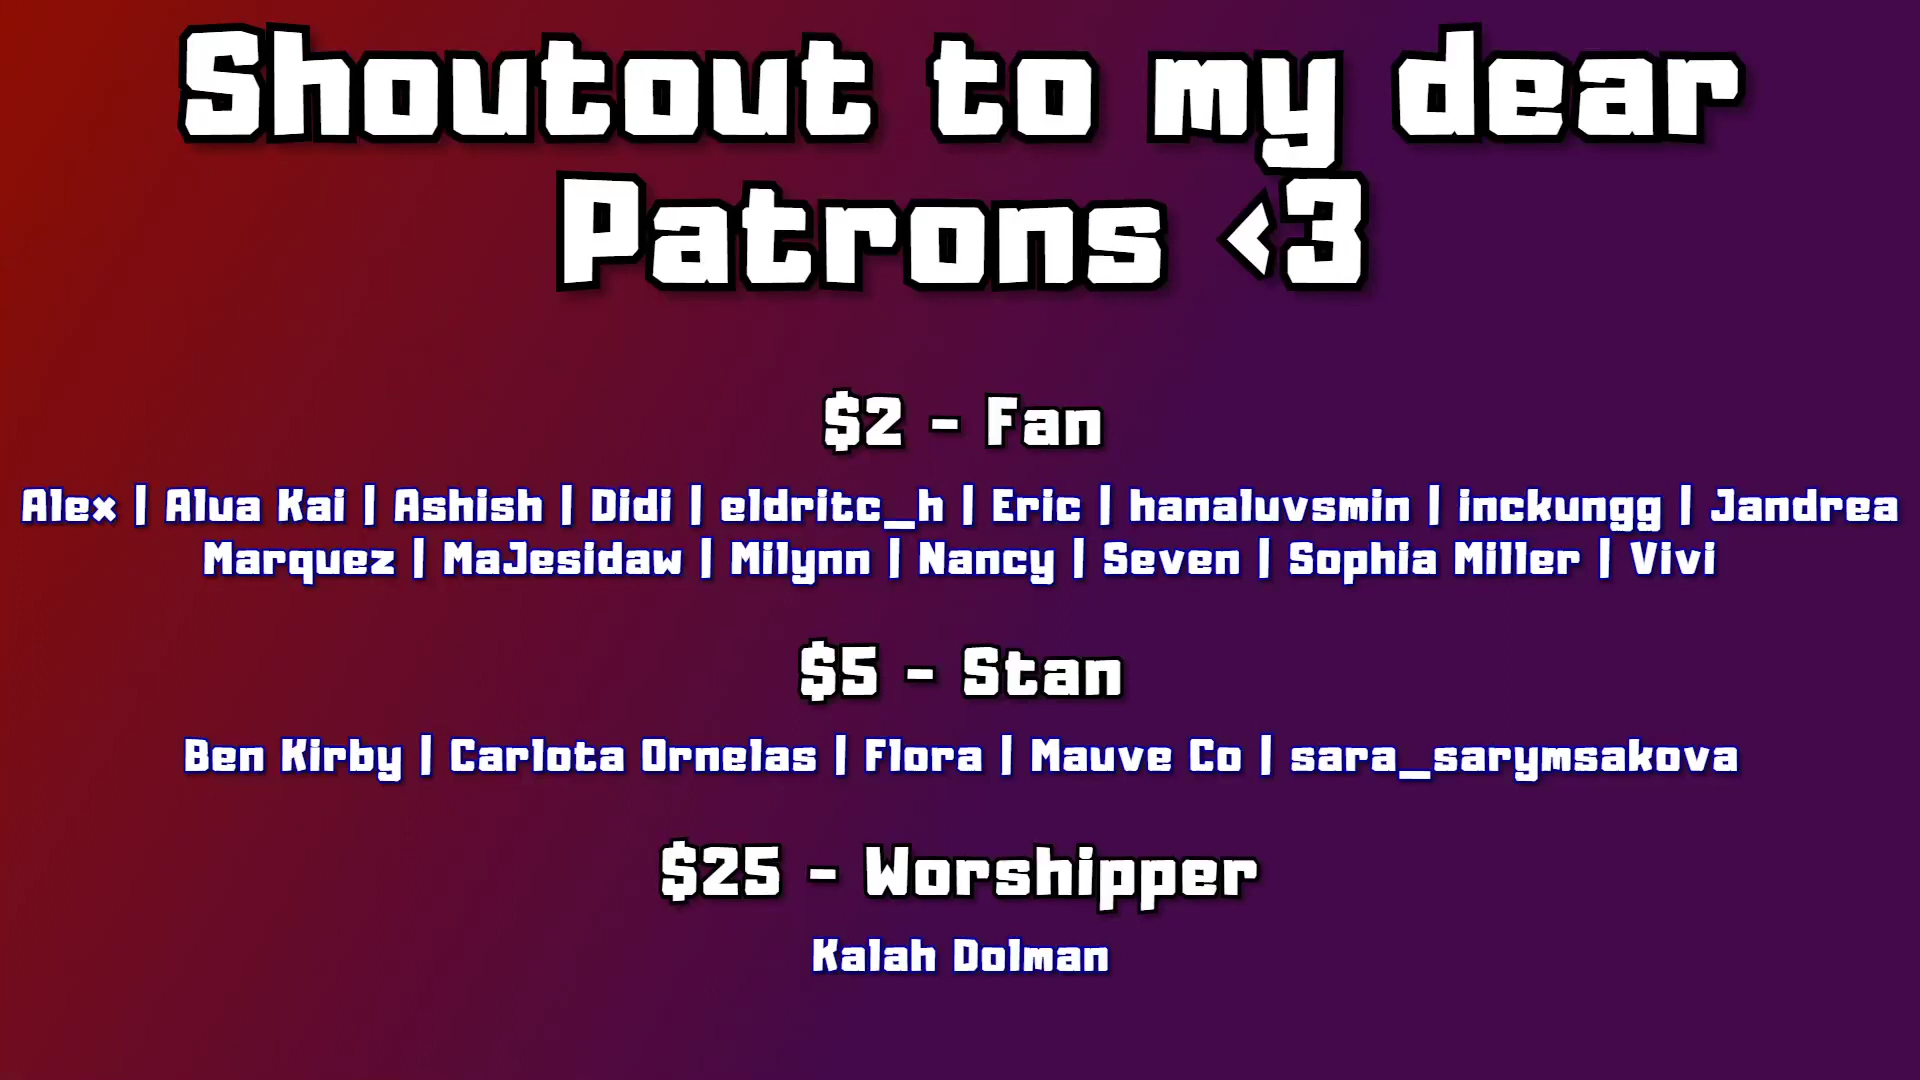 Shoutout to my dear
Patrons <3
$2 - Fan
Alex | Alua Kai | Ashish | Didi | eldritc_h | Eric | hanaluvsmin | inckungg | Jandrea
Marquez | MaJesidaw | Milynn | Nancy | Seven | Sophia Miller | Vivi
$5 - Stan
Ben Kirby | Carlota Ornelas | Flora | Mauve Co | sara_sarymsakova
$25 - Worshipper
Kalah Dolman